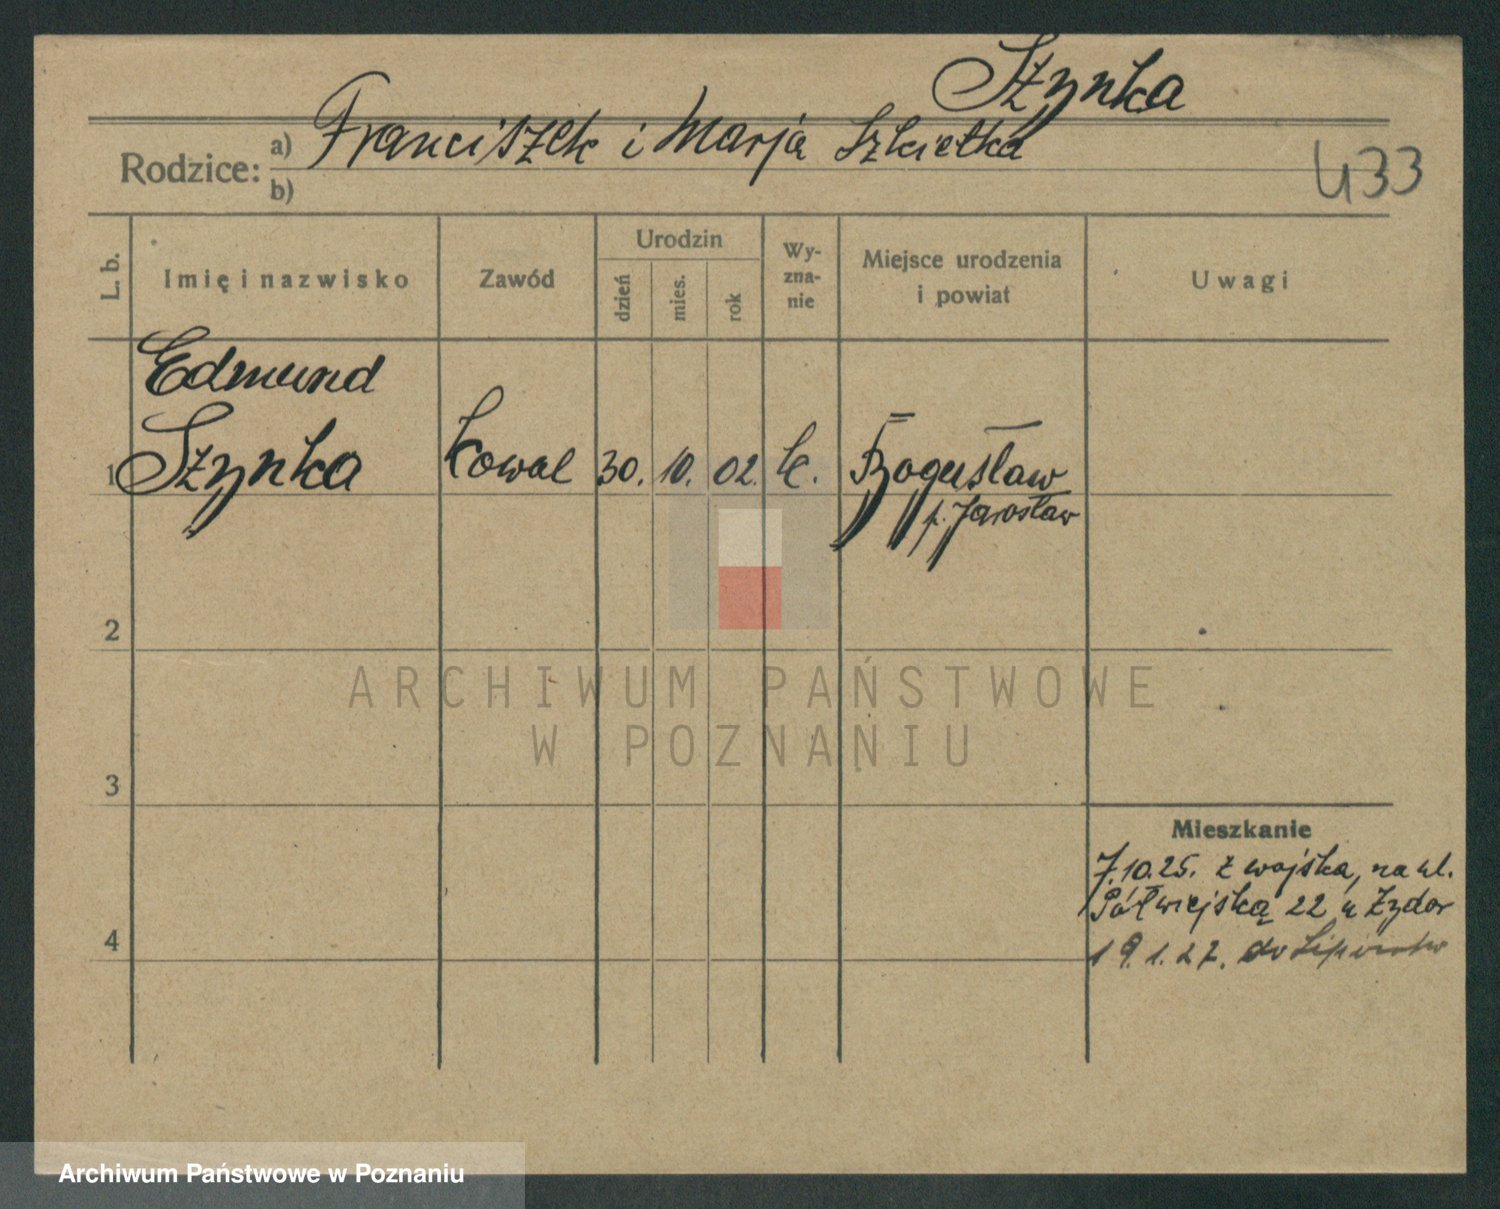 Szynka
Rodzice: a) Franciszek i Marja Szkiełka
b)
433
L. b.
Imię i nazwisko
Zawód
Urodzin
dzień
mies.
rok
Wy-
zna-
nie
Miejsce urodzenia
i powiat
Uwagi
Edmund
1 Szynka kowal 30. 10. 02. k. Bogusław
p. Jarosław
2
3
4
Mieszkanie
7.10.25. z wojska, na ul.
Półwiejską 22 u Zydor
19.1.27. do
ARCHIWUM PAŃSTWOWE
W POZNANIU
Archiwum Państwowe w Poznaniu